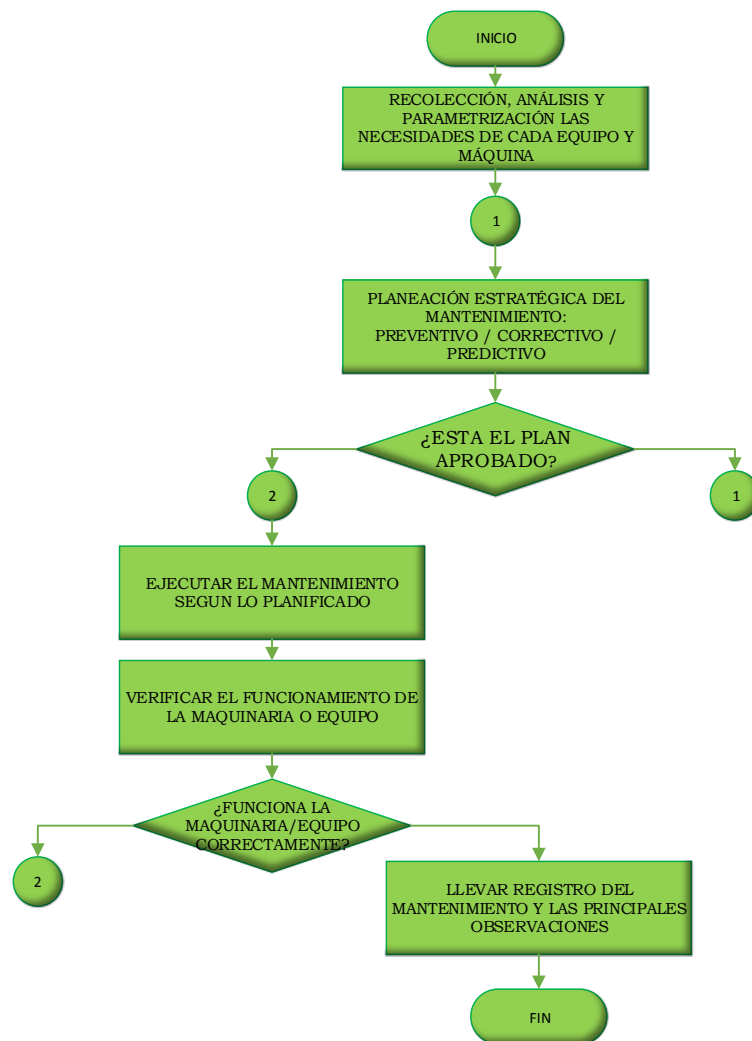 INICIO
RECOLECCIÓN, ANÁLISIS Y
PARAMETRIZACIÓN LAS
NECESIDADES DE CADA EQUIPO Y
MÁQUINA
1
PLANEACIÓN ESTRATÉGICA DEL
MANTENIMIENTO:
PREVENTIVO / CORRECTIVO /
PREDICTIVO
¿ESTA EL PLAN
APROBADO?
2
1
EJECUTAR EL MANTENIMIENTO
SEGUN LO PLANIFICADO
VERIFICAR EL FUNCIONAMIENTO DE
LA MAQUINARIA O EQUIPO
¿FUNCIONA LA
MAQUINARIA/EQUIPO
CORRECTAMENTE?
2
LLEVAR REGISTRO DEL
MANTENIMIENTO Y LAS PRINCIPALES
OBSERVACIONES
FIN